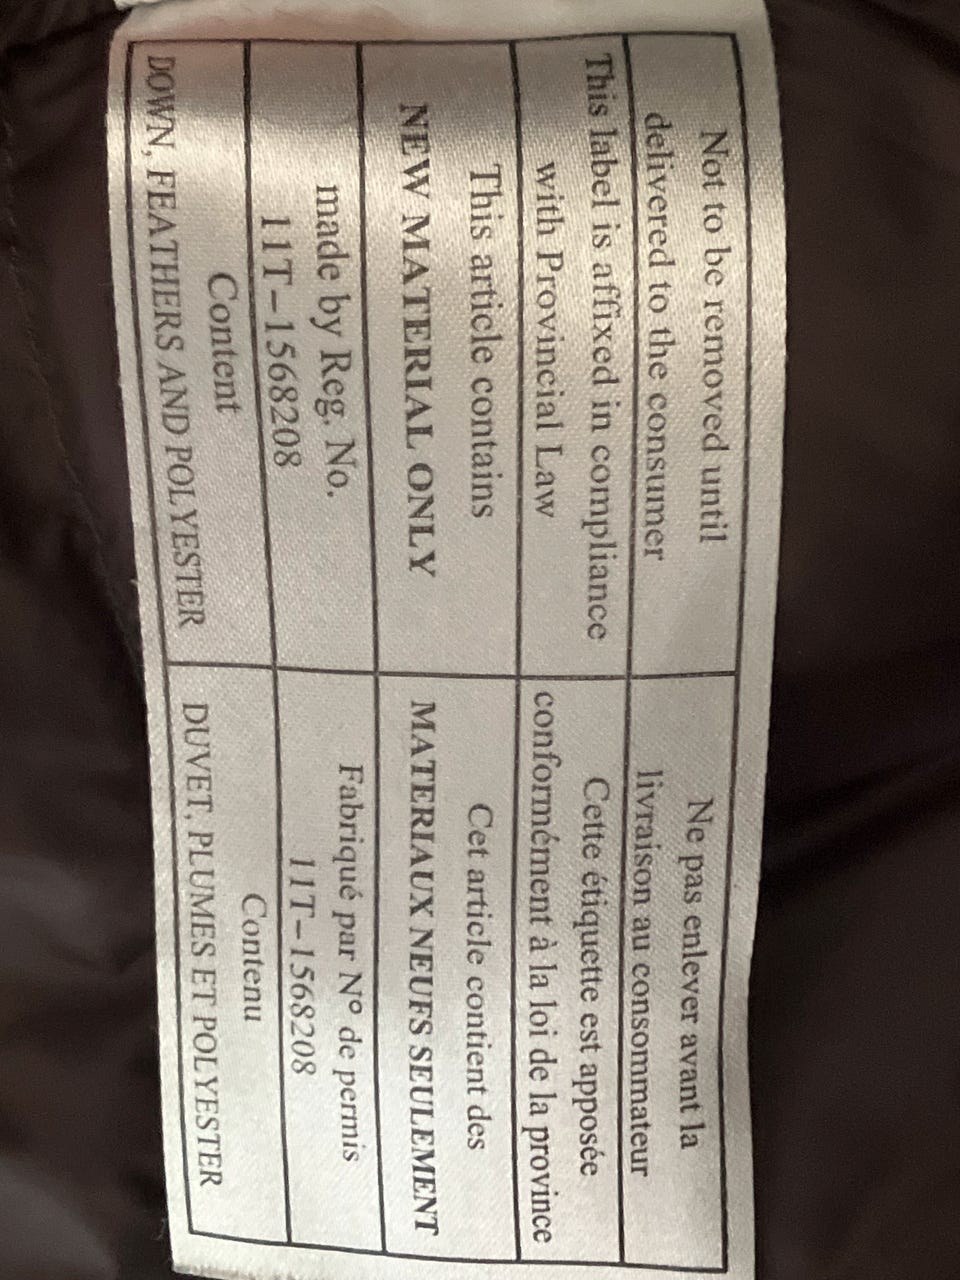 Not to be removed until
delivered to the consumer
This label is affixed in compliance
with Provincial Law
This article contains
NEW MATERIAL ONLY
made by Reg. No.
11T-1568208
Content
DOWN, FEATHERS AND POLYESTER
Ne pas enlever avant la
livraison au consommateur
Cette étiquette est apposée
conformément à la loi de la province
Cet article contient des
MATERIAUX NEUFS SEULEMENT
Fabriqué par Nº de permis
11T-1568208
Contenu
DUVET, PLUMES ET POLYESTER